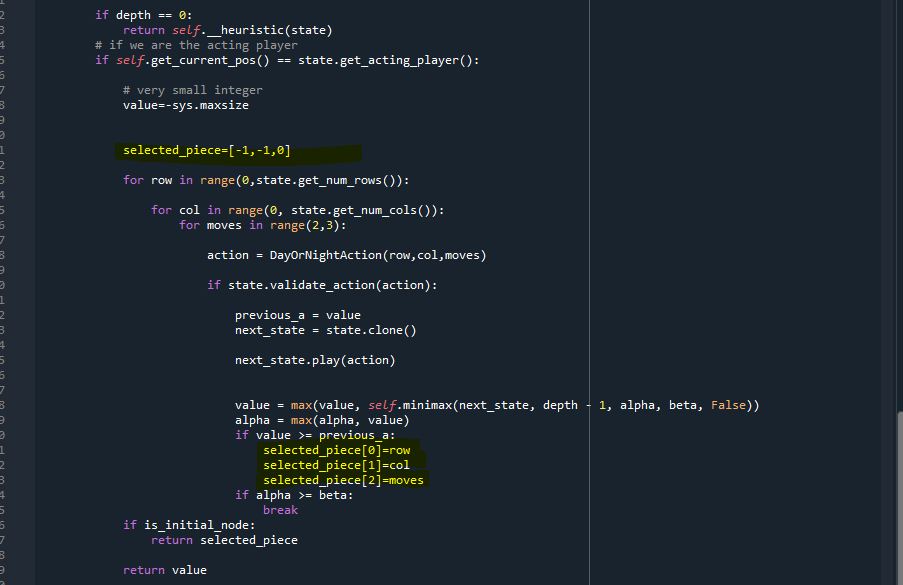 if depth == 0:
return self.__heuristic(state)
# if we are the acting player
if self.get_current_pos() == state.get_acting_player():
# very small integer
value=-sys.maxsize
selected_piece=[-1,-1,0]
for row in range(0,state.get_num_rows()):
for col in range(0, state.get_num_cols()):
for moves in range(2,3):
action = DayOrNightAction(row,col,moves)
if state.validate_action(action):
previous_a = value
next_state = state.clone()
next_state.play(action)
value = max(value, self.minimax(next_state, depth - 1, alpha, beta, False))
alpha = max(alpha, value)
if value >= previous_a:
selected_piece[0]=row
selected_piece[1]=col
selected_piece[2]=moves
if alpha >= beta:
break
if is_initial_node:
return selected_piece
return value